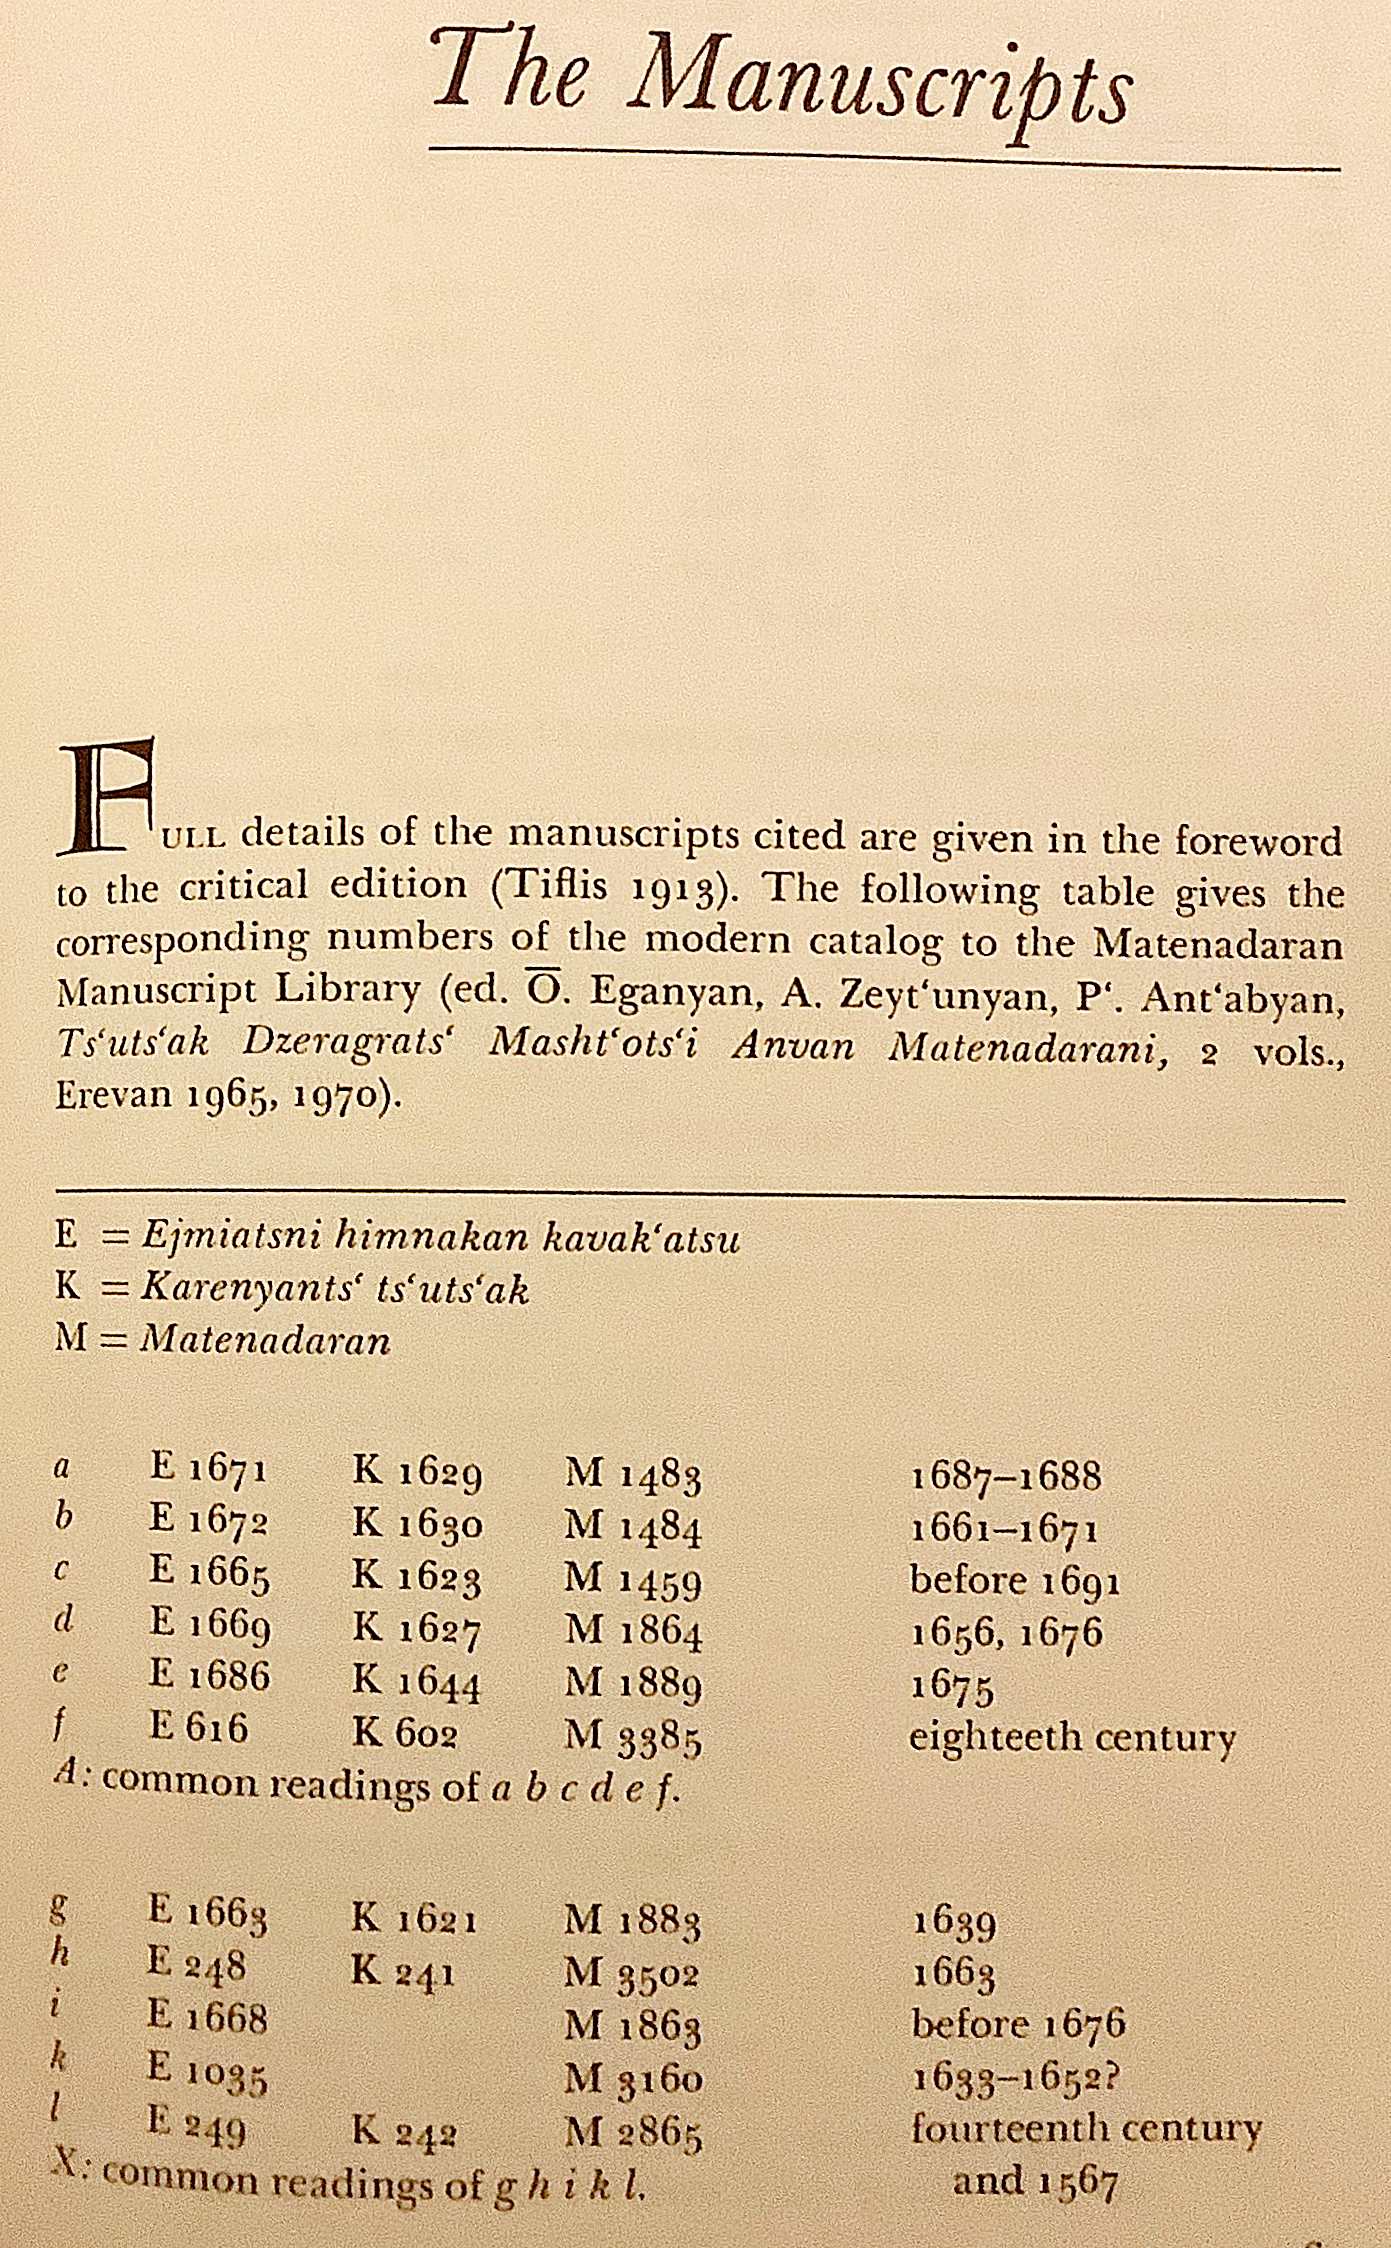 The Manuscripts
FULL details of the manuscripts cited are given in the foreword
to the critical edition (Tiflis 1913). The following table gives the
corresponding numbers of the modern catalog to the Matenadaran
Manuscript Library (ed. Ō. Eganyan, A. Zeyt‘unyan, P‘. Ant‘abyan,
Ts‘uts‘ak Dzeragrats‘ Masht‘ots‘i Anvan Matenadarani, 2 vols.,
Erevan 1965, 1970).
E = Ejmiatsni himnakan kavak‘atsu
K = Karenyants‘ ts‘uts‘ak
M = Matenadaran
a E 1671 K 1629 M 1483 1687–1688
b E 1672 K 1630 M 1484 1661–1671
c E 1665 K 1623 M 1459 before 1691
d E 1669 K 1627 M 1864 1656, 1676
e E 1686 K 1644 M 1889 1675
f E 616 K 602 M 3385 eighteeth century
A: common readings of a b c d e f.
g E 1663 K 1621 M 1883 1639
h E 248 K 241 M 3502 1663
i E 1668 M 1863 before 1676
k E 1035 M 3160 1633–1652?
l E 249 K 242 M 2865 fourteenth century
X: common readings of g h i k l. and 1567